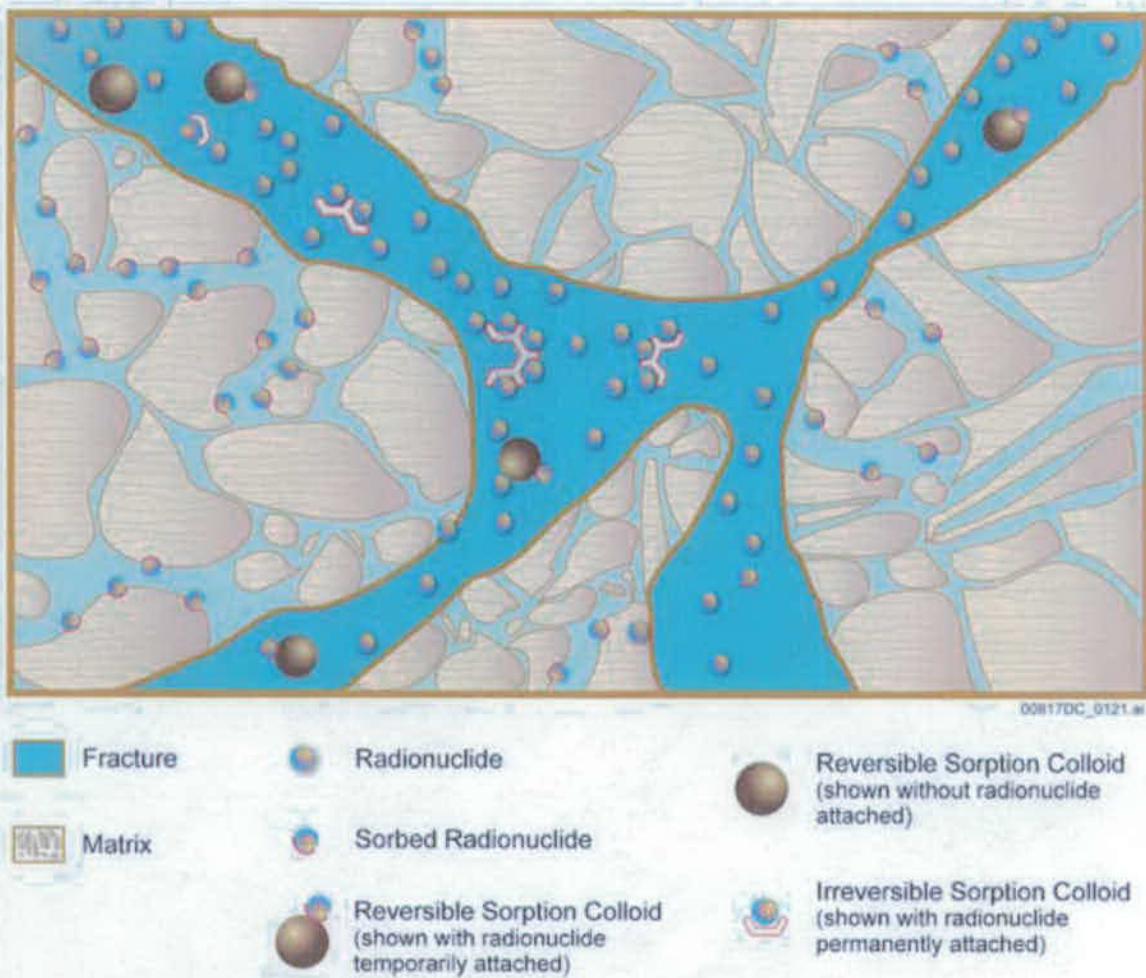 00817DC_0121.ai
Fracture
Matrix
Radionuclide
Sorbed Radionuclide
Reversible Sorption Colloid
(shown with radionuclide
temporarily attached)
Reversible Sorption Colloid
(shown without radionuclide
attached)
Irreversible Sorption Colloid
(shown with radionuclide
permanently attached)